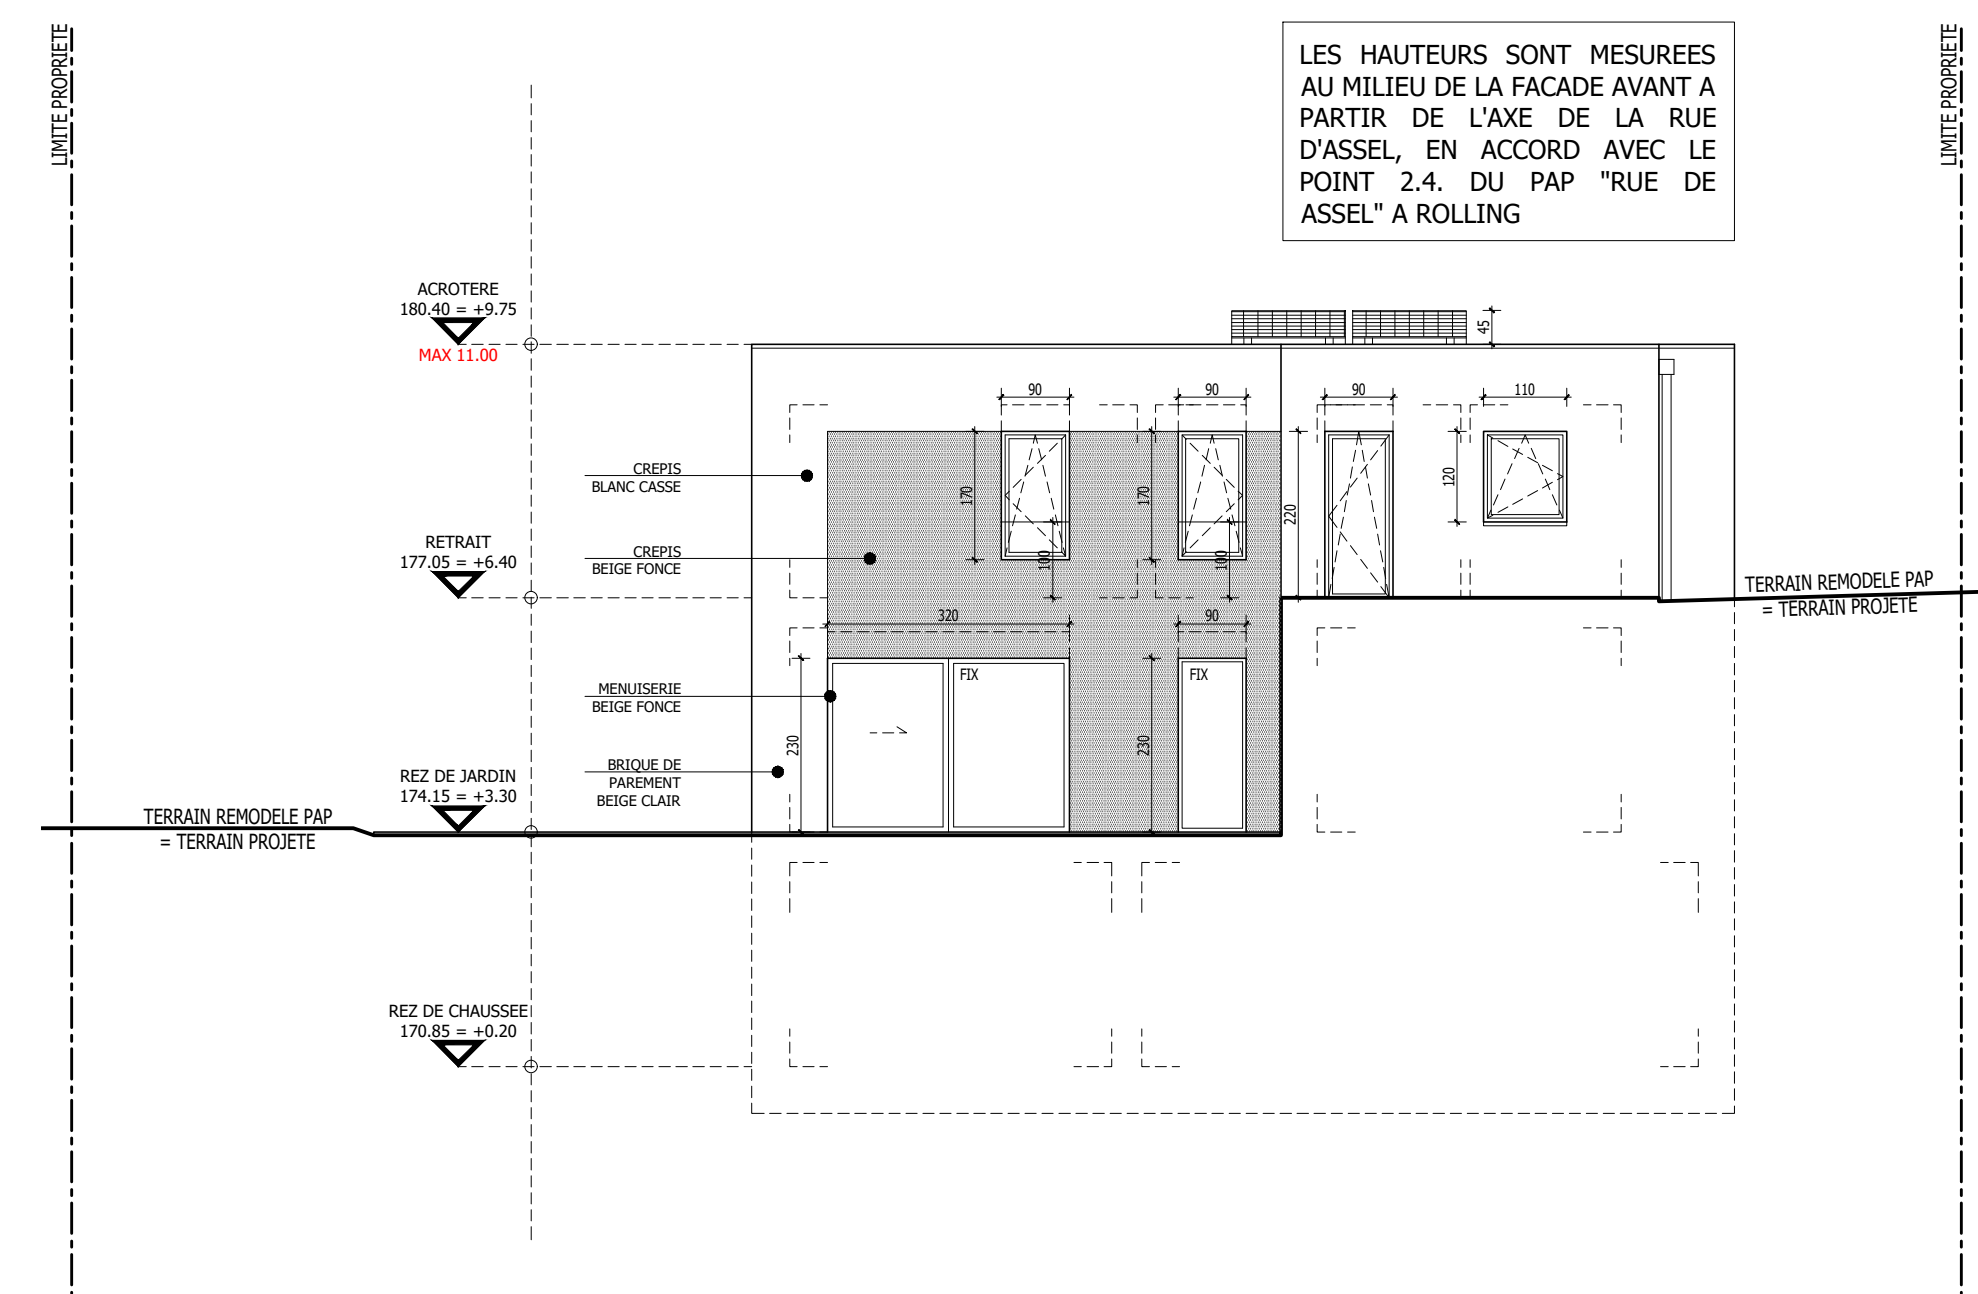 LIMITE PROPRIETE
LIMITE PROPRIETE
LES HAUTEURS SONT MESUREES
AU MILIEU DE LA FACADE AVANT A
PARTIR DE L'AXE DE LA RUE
D'ASSEL, EN ACCORD AVEC LE
POINT 2.4. DU PAP "RUE DE
ASSEL" A ROLLING
ACROTERE
180.40 = +9.75
MAX 11.00
45
90
90
90
110
CREPIS
BLANC CASSE
170
170
220
120
RETRAIT
177.05 = +6.40
CREPIS
BEIGE FONCE
100
100
TERRAIN REMODELE PAP
= TERRAIN PROJETE
320
90
FIX
FIX
MENUISERIE
BEIGE FONCE
230
230
BRIQUE DE
PAREMENT
BEIGE CLAIR
REZ DE JARDIN
174.15 = +3.30
TERRAIN REMODELE PAP
= TERRAIN PROJETE
REZ DE CHAUSSEE
170.85 = +0.20